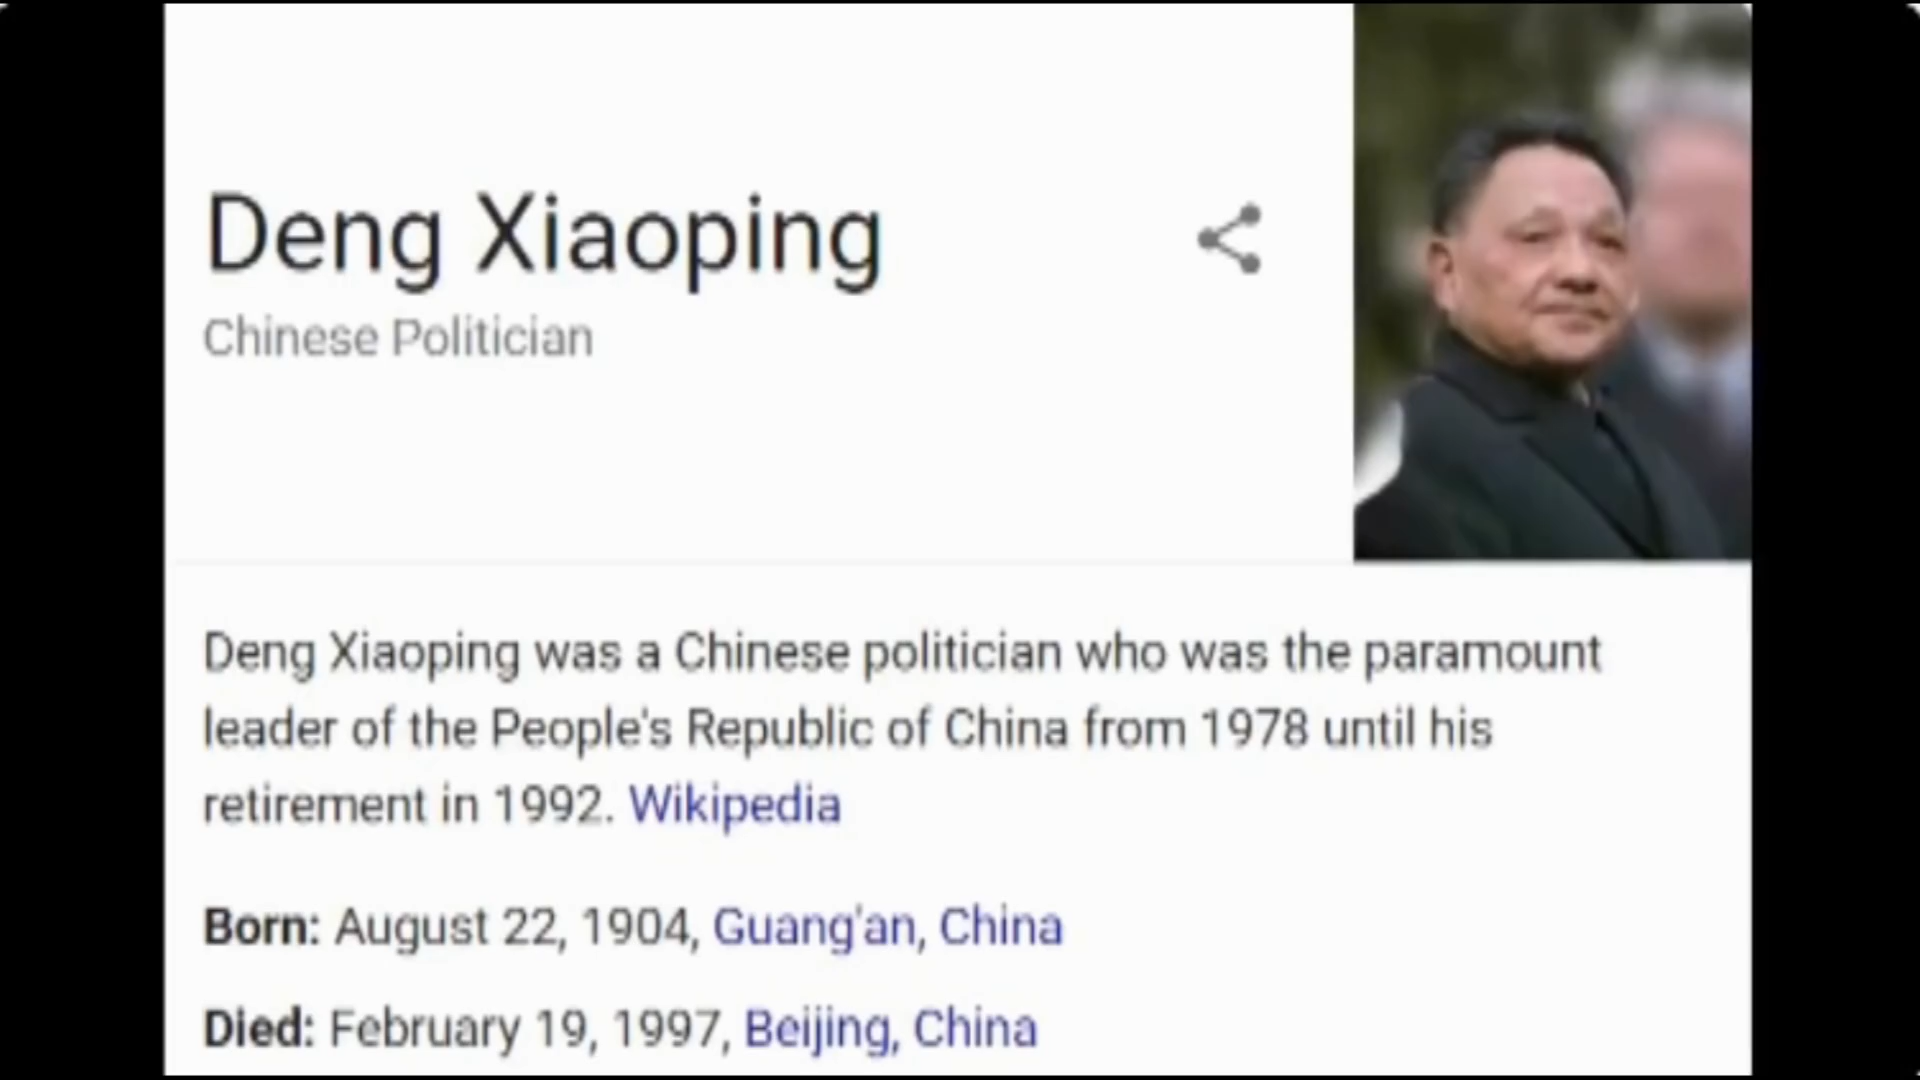 Deng Xiaoping
Chinese Politician
Deng Xiaoping was a Chinese politician who was the paramount
leader of the People's Republic of China from 1978 until his
retirement in 1992. Wikipedia
Born: August 22, 1904, Guang'an, China
Died: February 19, 1997, Beijing, China